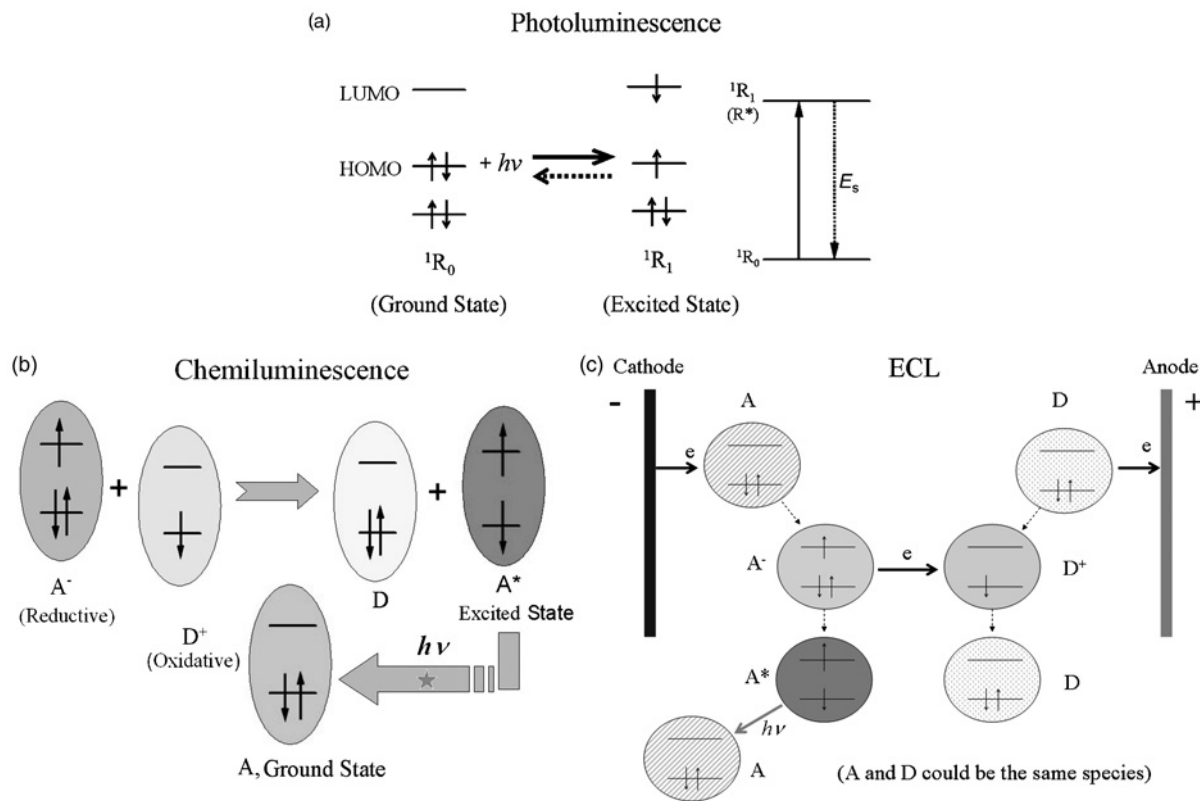 (a) Photoluminescence
LUMO
HOMO
+ hν
¹R₀
(Ground State)
¹R₁
(Excited State)
¹R₁
(R*)
Eₛ
¹R₀
(b) Chemiluminescence
+
+
A⁻
(Reductive)
D⁺
(Oxidative)
D
A*
Excited State
hν
A, Ground State
(c) Cathode
ECL
Anode
-
+
A
D
e
e
A⁻
e
D⁺
A*
D
hν
A
(A and D could be the same species)